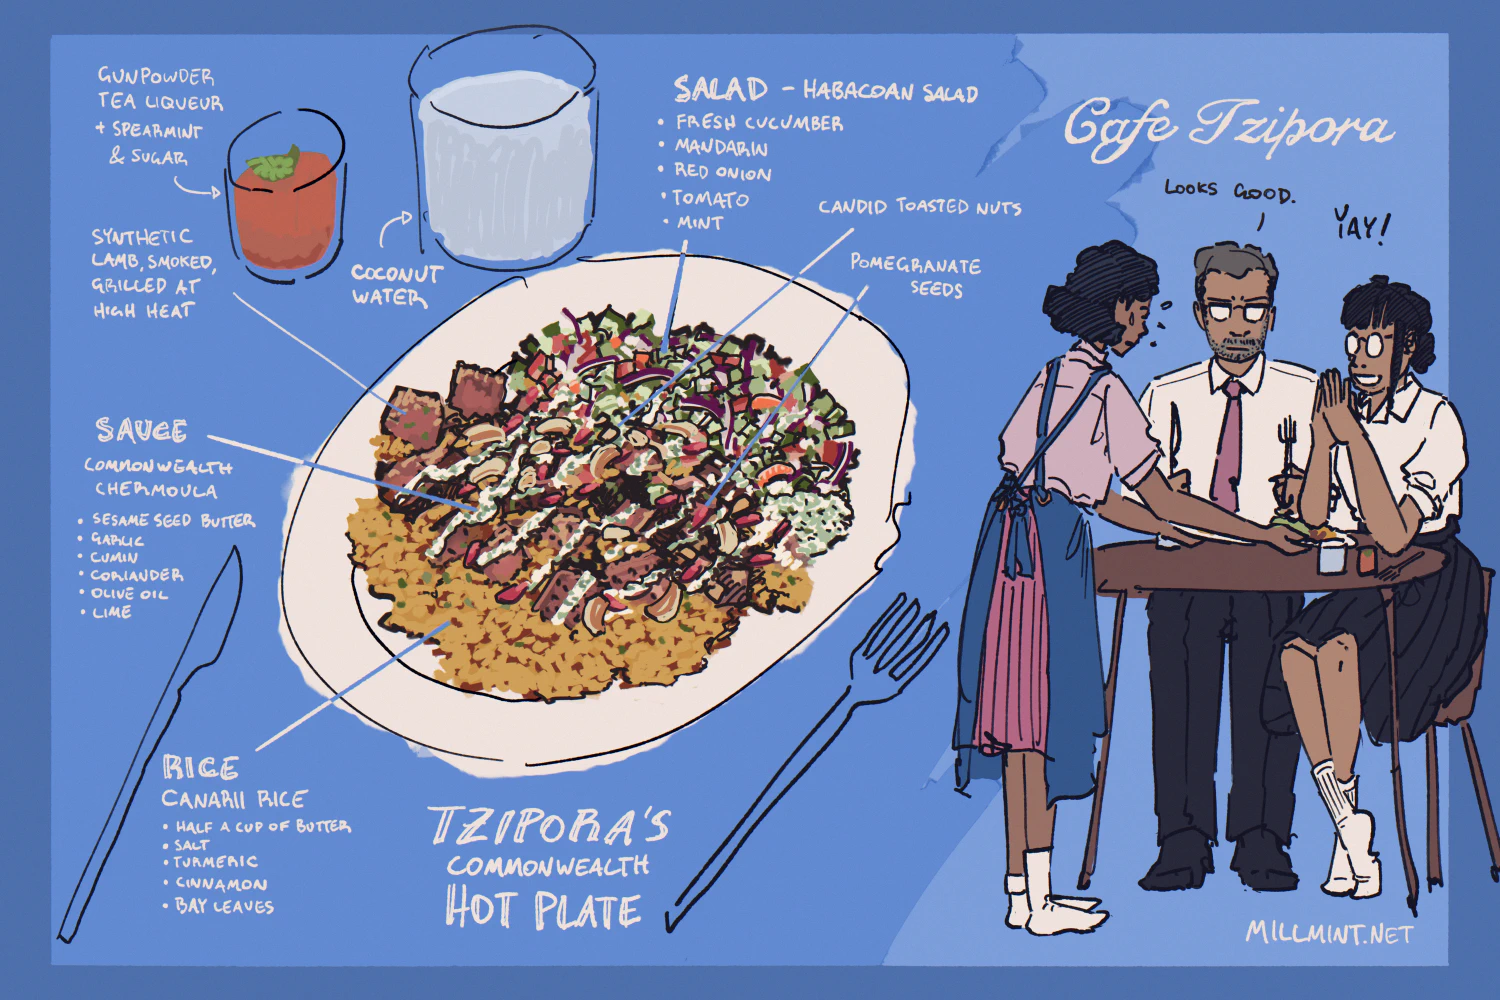 GUNPOWDER
TEA LIQUEUR
+ SPEARMINT
& SUGAR
SYNTHETIC
LAMB, SMOKED,
GRILLED AT
HIGH HEAT
COCONUT
WATER
SALAD - HABACOAN SALAD
• FRESH CUCUMBER
• MANDARIN
• RED ONION
• TOMATO
• MINT
CANDID TOASTED NUTS
POMEGRANATE
SEEDS
SAUCE
COMMONWEALTH
CHERMOULA
• SESAME SEED BUTTER
• GARLIC
• CUMIN
• CORIANDER
• OLIVE OIL
• LIME
RICE
CANARII RICE
• HALF A CUP OF BUTTER
• SALT
• TURMERIC
• CINNAMON
• BAY LEAVES
TZIPORA'S
COMMONWEALTH
HOT PLATE
Cafe Tzipora
LOOKS GOOD.
YAY!
MILLMINT.NET